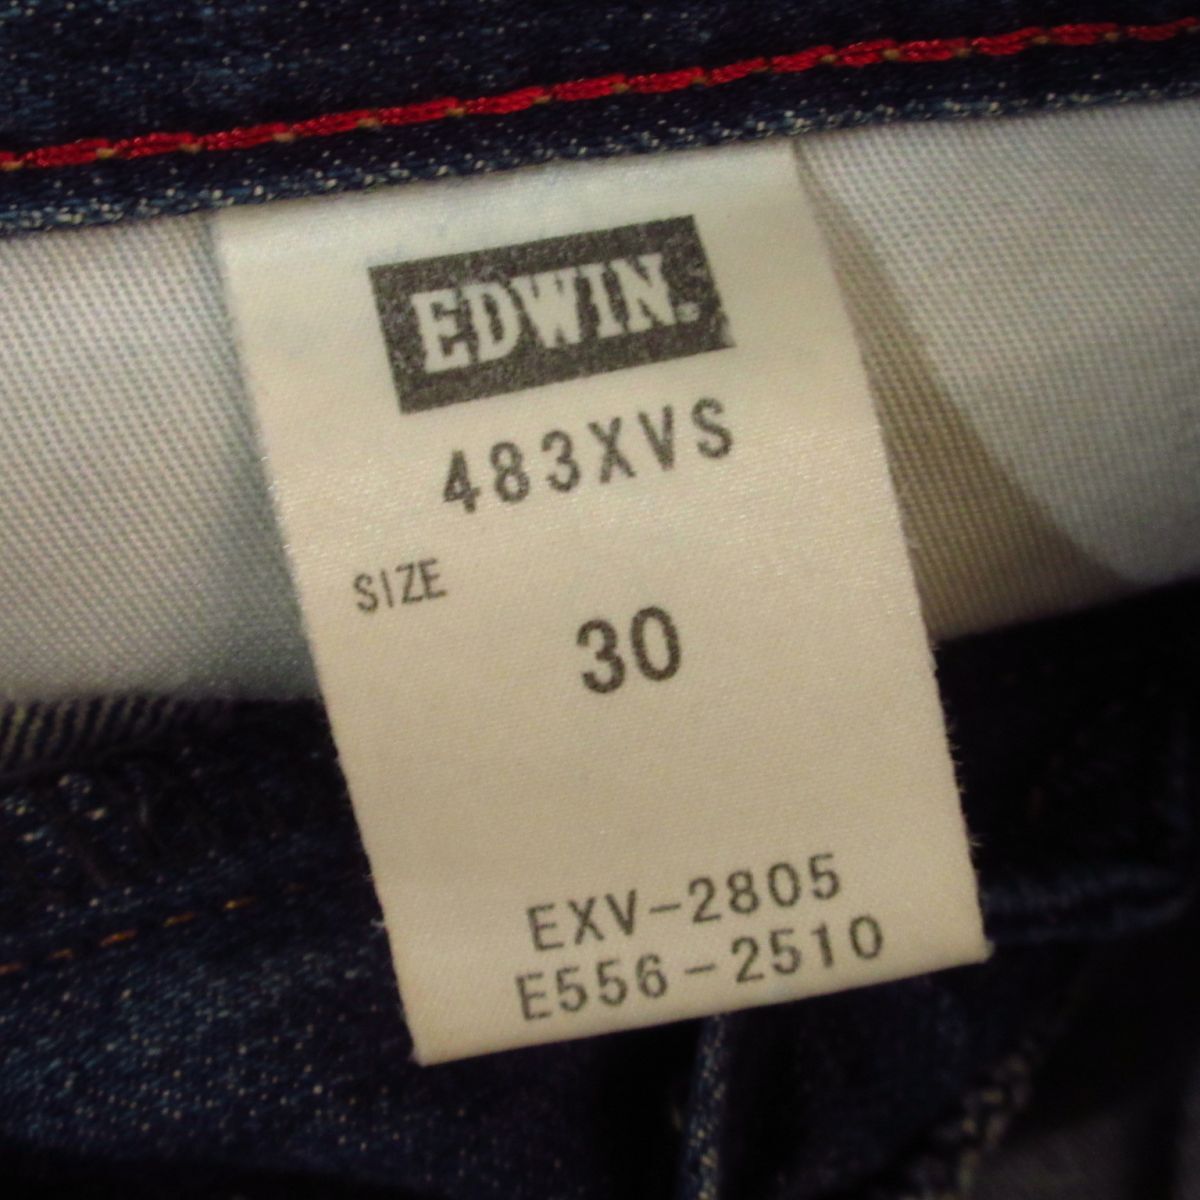 EDWIN.
483XVS
SIZE
30
EXV-2805
E556-2510